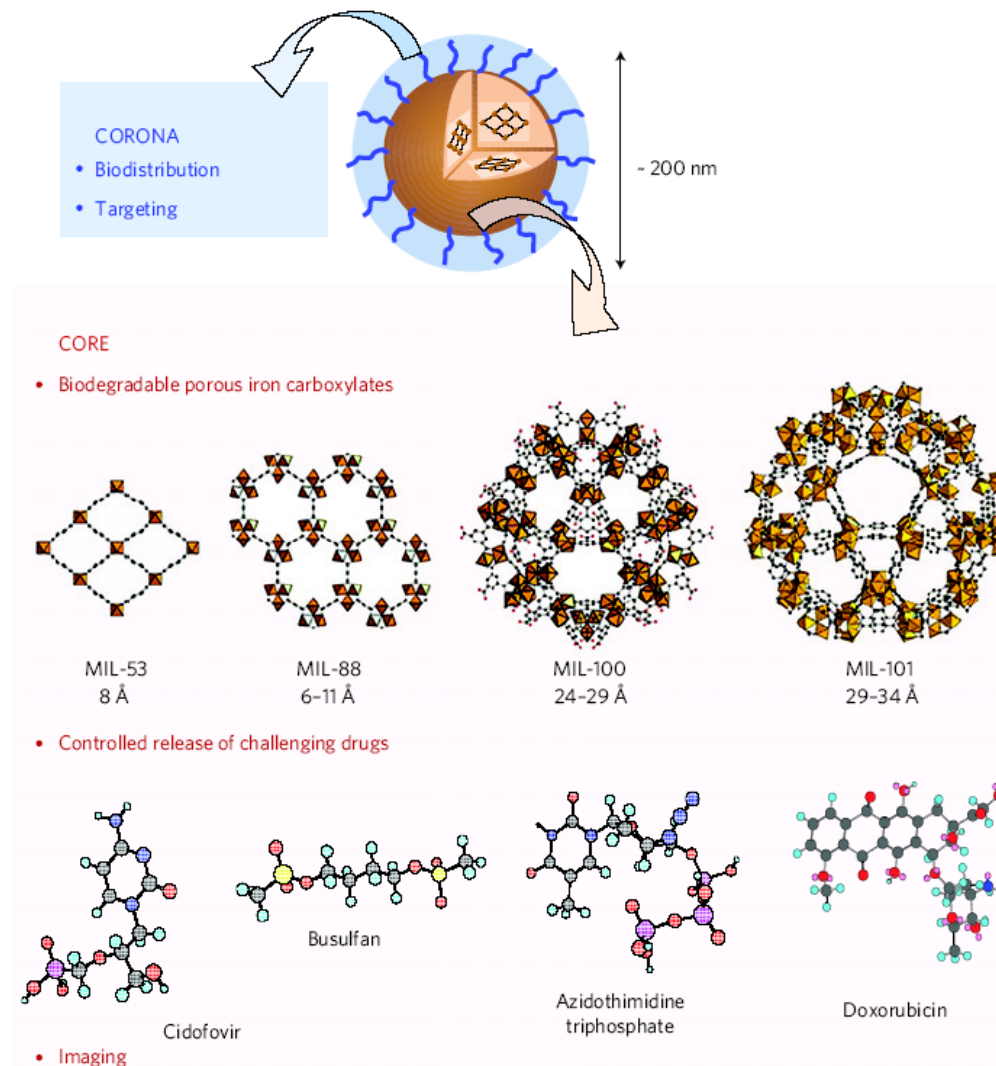 CORONA
• Biodistribution
• Targeting
~ 200 nm
CORE
• Biodegradable porous iron carboxylates
MIL-53
8 Å
MIL-88
6–11 Å
MIL-100
24–29 Å
MIL-101
29–34 Å
• Controlled release of challenging drugs
Cidofovir
Busulfan
Azidothimidine
triphosphate
Doxorubicin
• Imaging